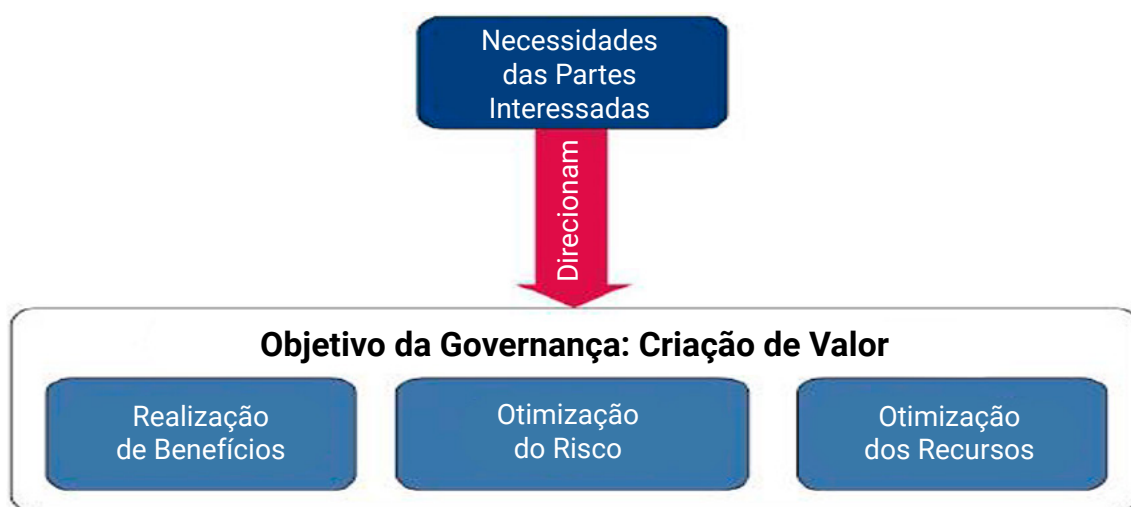 Necessidades
das Partes
Interessadas
Direcionam
Objetivo da Governança: Criação de Valor
Realização
de Benefícios
Otimização
do Risco
Otimização
dos Recursos